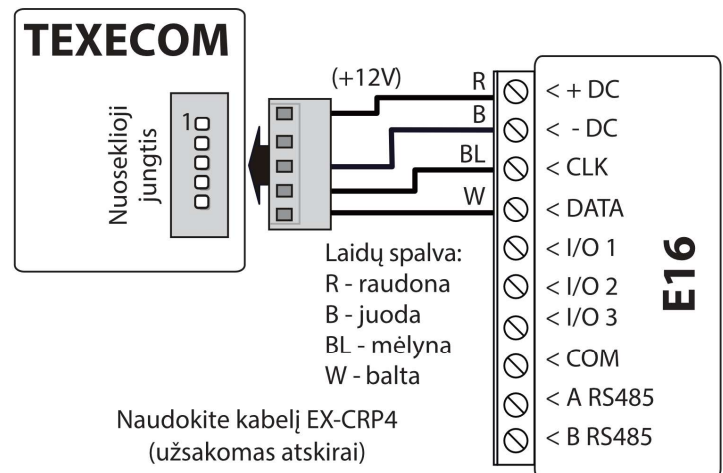 TEXECOM
Nuoseklioji
jungtis
1
(+12V)
R
B
BL
W
< + DC
< - DC
< CLK
< DATA
< I/O 1
< I/O 2
< I/O 3
< COM
< A RS485
< B RS485
E16
Laidų spalva:
R - raudona
B - juoda
BL - mėlyna
W - balta
Naudokite kabelį EX-CRP4
(užsakomas atskirai)